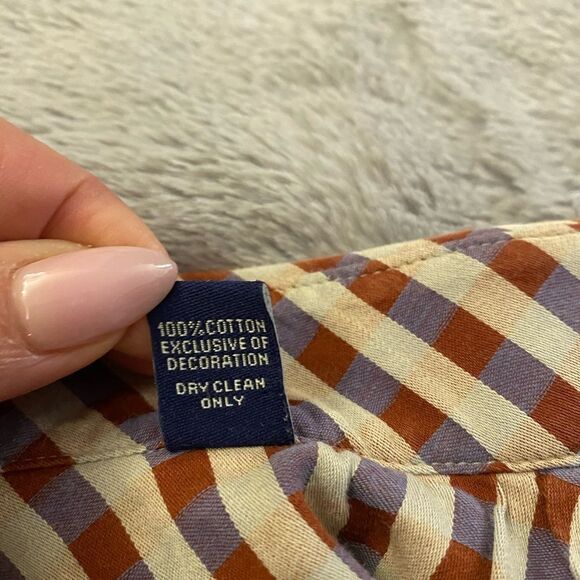 100% COTTON
EXCLUSIVE OF
DECORATION
DRY CLEAN
ONLY